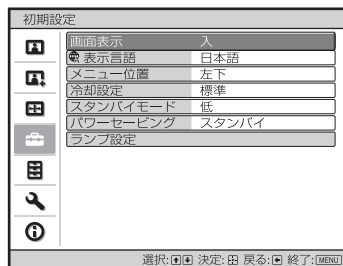 初期設定
画面表示 入
表示言語 日本語
メニュー位置 左下
冷却設定 標準
スタンバイモード 低
パワーセービング スタンバイ
ランプ設定
選択: 決定: 戻る: 終了:MENU